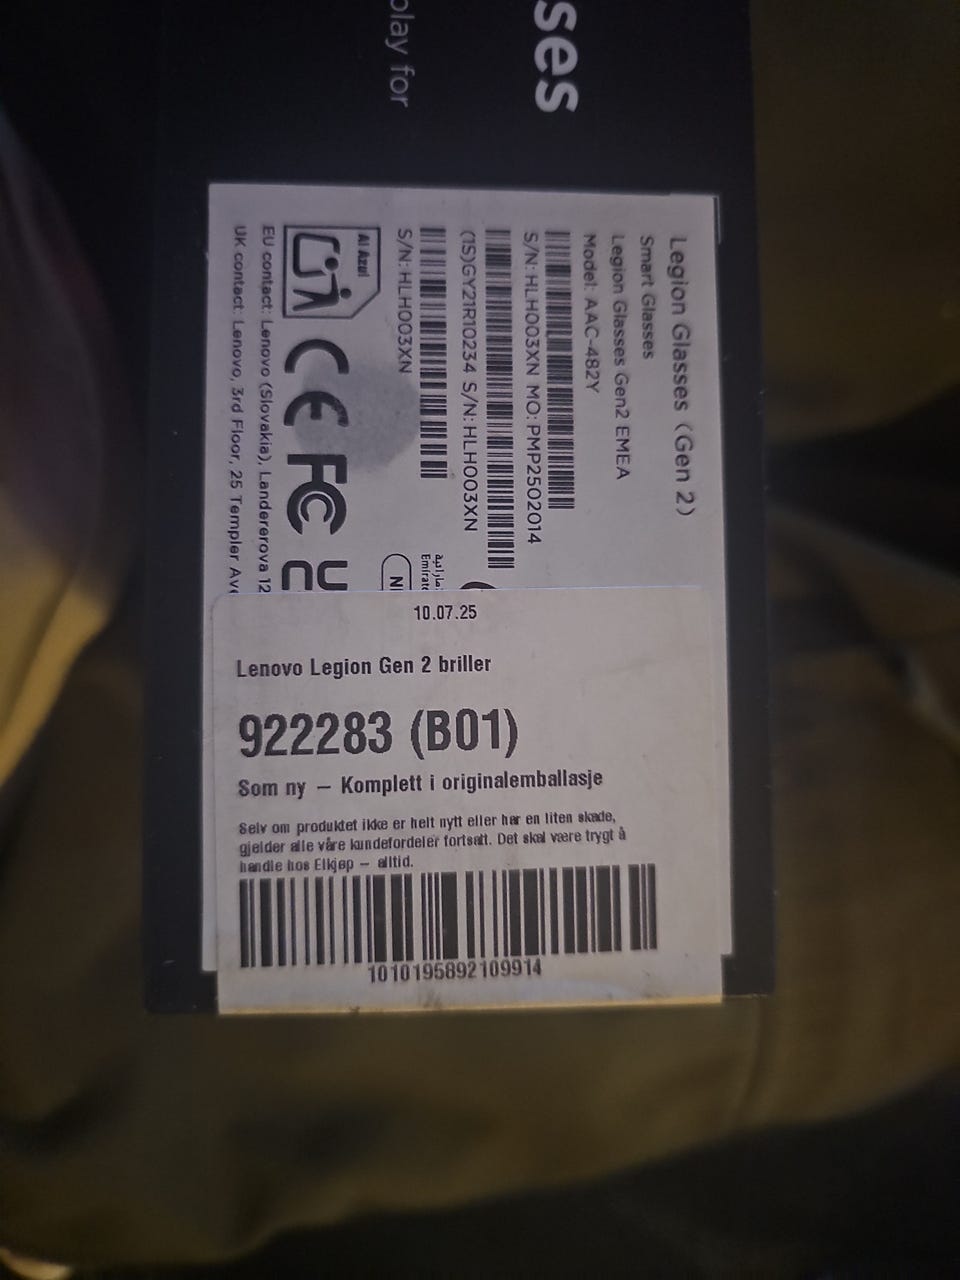 ses
play for
Legion Glasses (Gen 2)
Smart Glasses
Legion Glasses Gen2 EMEA
Model: AAC-482Y
S/N: HLH003XN MO: PMP2502014
(1S)GY21R10234 S/N: HLH003XN
S/N: HLH003XN
Al Azul
CE FC
EU contact: Lenovo (Slovakia), Landererova 12
UK contact: Lenovo, 3rd Floor, 25 Templer Ave
10.07.25
Lenovo Legion Gen 2 briller
922283 (B01)
Som ny – Komplett i originalemballasje
Selv om produktet ikke er helt nytt eller har en liten skade,
gjelder alle våre kundefordeler fortsatt. Det skal være trygt å
handle hos Elkjøp – alltid.
1010195892109914